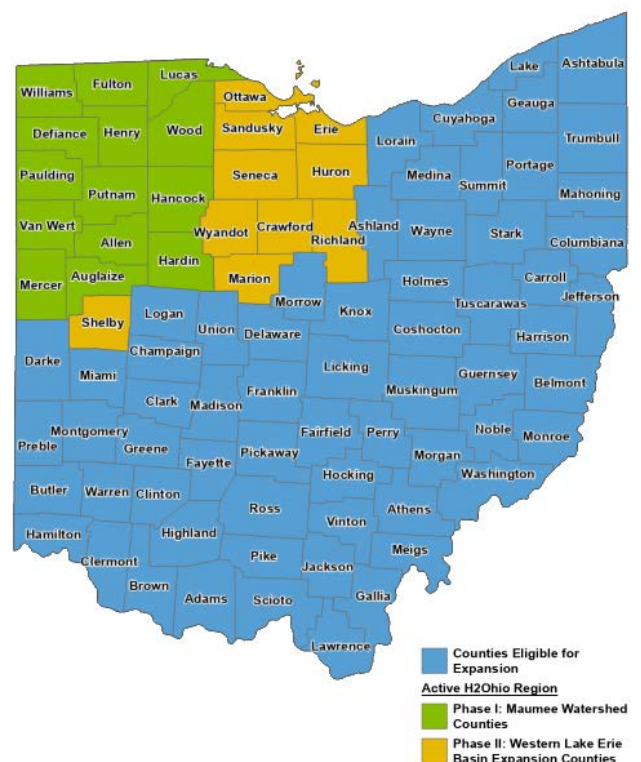 Lake
Ashtabula
Lucas
Fulton
Williams
Geauga
Ottawa
Cuyahoga
Sandusky
Erie
Wood
Defiance
Henry
Lorain
Trumbull
Portage
Paulding
Seneca
Huron
Medina
Summit
Putnam
Hancock
Mahoning
Van Wert
Wyandot
Crawford
Richland
Ashland
Wayne
Stark
Allen
Columbiana
Hardin
Auglaize
Mercer
Marion
Carroll
Holmes
Jefferson
Morrow
Tuscarawas
Logan
Knox
Shelby
Union
Coshocton
Delaware
Harrison
Champaign
Darke
Licking
Miami
Guernsey
Belmont
Franklin
Muskingum
Clark
Madison
Noble
Montgomery
Fairfield
Perry
Monroe
Preble
Greene
Pickaway
Morgan
Fayette
Washington
Hocking
Butler
Warren
Clinton
Ross
Athens
Vinton
Hamilton
Highland
Meigs
Clermont
Pike
Jackson
Brown
Adams
Scioto
Gallia
Lawrence
Counties Eligible for
Expansion
Active H2Ohio Region
Phase I: Maumee Watershed
Counties
Phase II: Western Lake Erie
Basin Expansion Counties